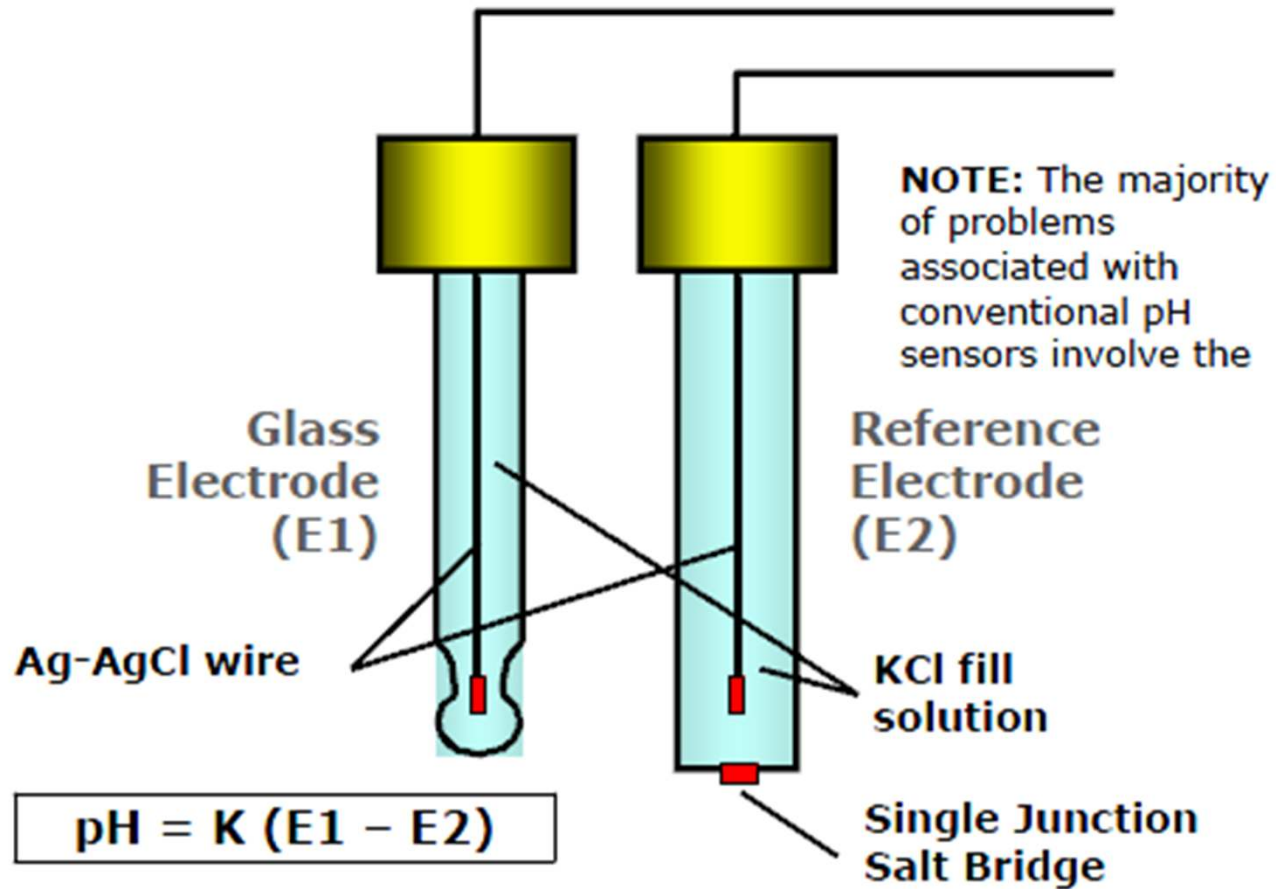 NOTE: The majority
of problems
associated with
conventional pH
sensors involve the
Glass
Electrode
(E1)
Reference
Electrode
(E2)
Ag-AgCl wire
KCl fill
solution
pH = K (E1 – E2)
Single Junction
Salt Bridge